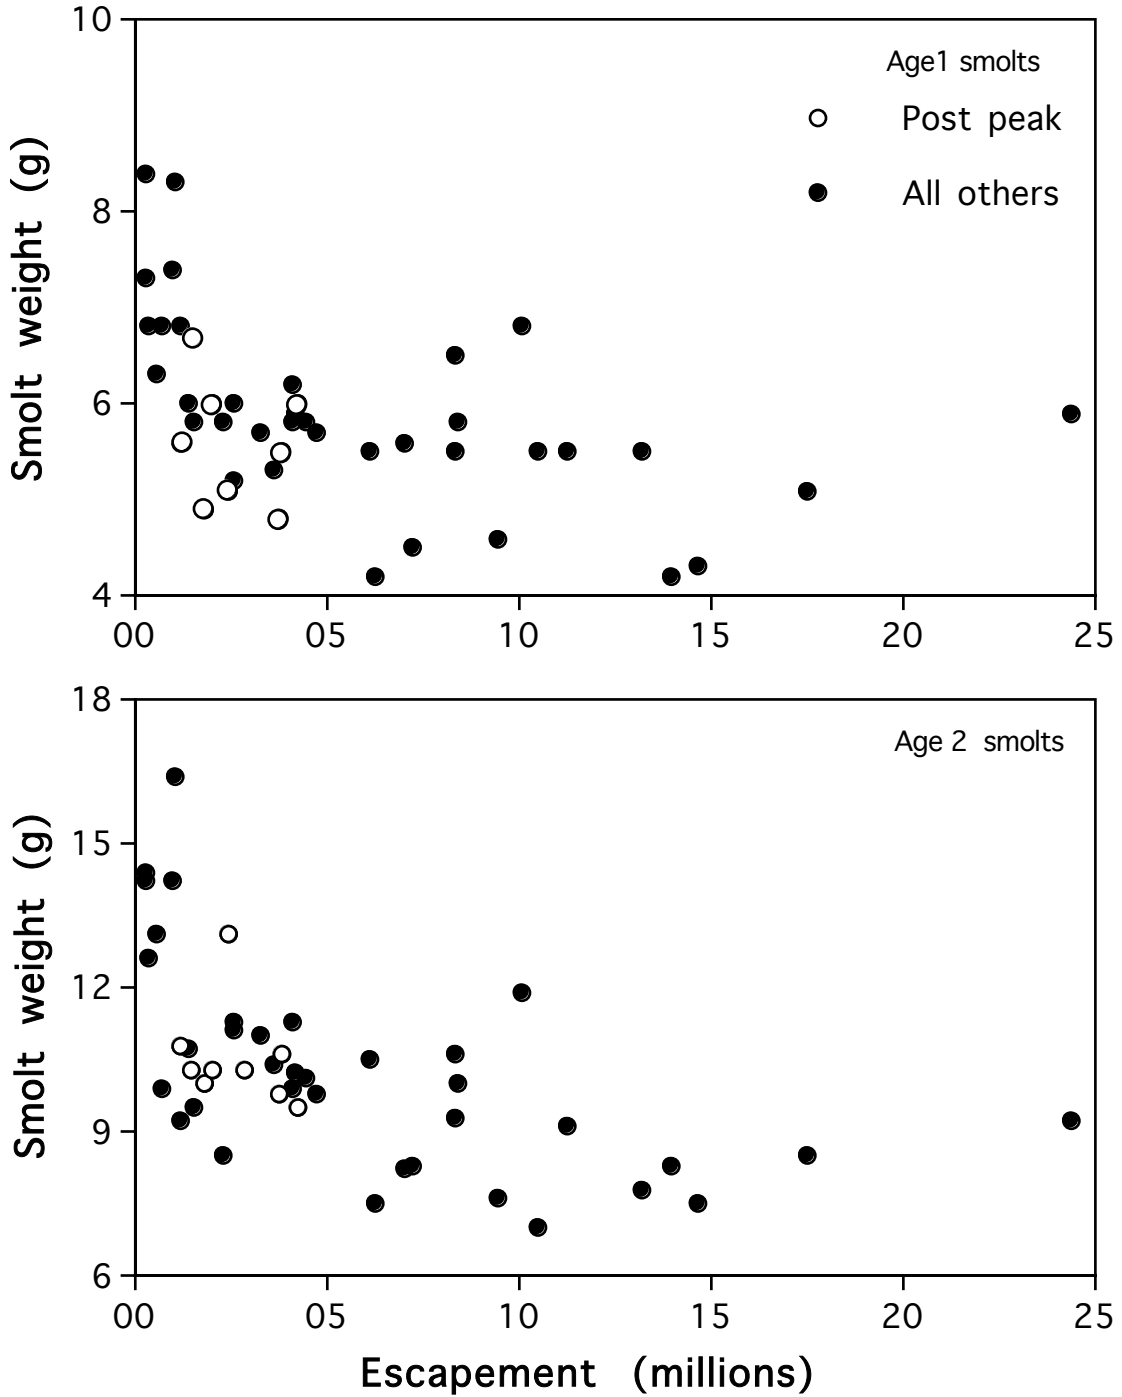 10
Age1 smolts
Post peak
All others
8
6
4
Smolt weight (g)
00 05 10 15 20 25
18
Age 2 smolts
15
12
9
6
Smolt weight (g)
00 05 10 15 20 25
Escapement (millions)